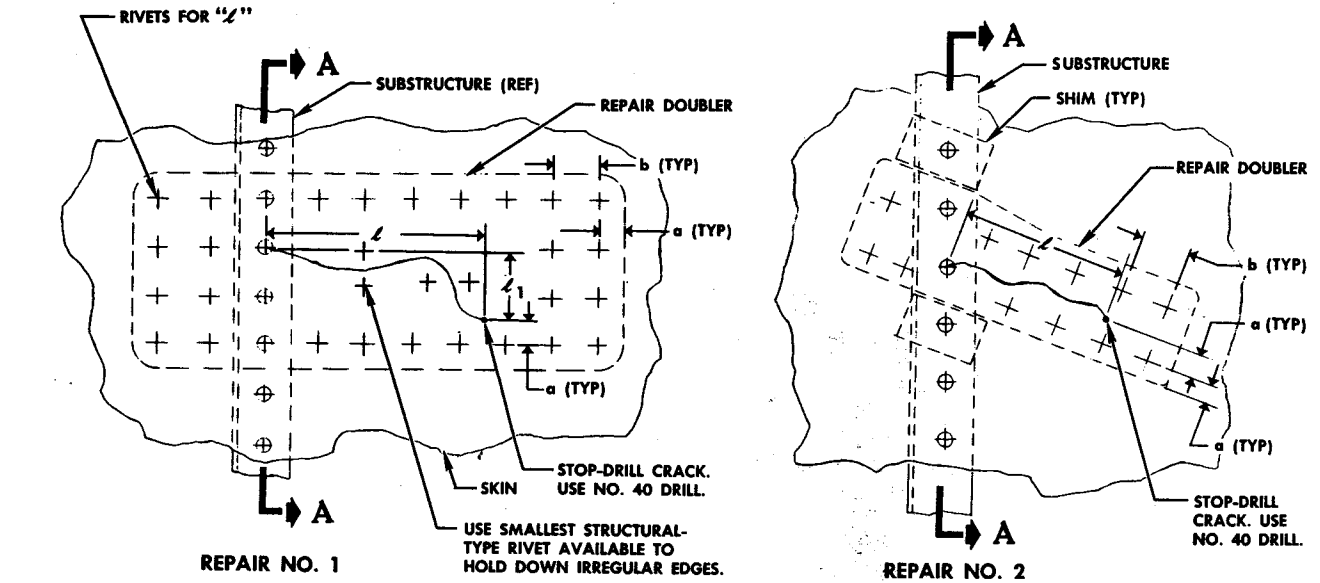 RIVETS FOR "ℓ"
A
SUBSTRUCTURE (REF)
REPAIR DOUBLER
b (TYP)
a (TYP)
ℓ
ℓ1
a (TYP)
STOP-DRILL CRACK.
USE NO. 40 DRILL.
SKIN
A
USE SMALLEST STRUCTURAL-
TYPE RIVET AVAILABLE TO
HOLD DOWN IRREGULAR EDGES.
REPAIR NO. 1
A
SUBSTRUCTURE
SHIM (TYP)
REPAIR DOUBLER
ℓ
b (TYP)
a (TYP)
a (TYP)
STOP-DRILL
CRACK. USE
NO. 40 DRILL.
A
REPAIR NO. 2